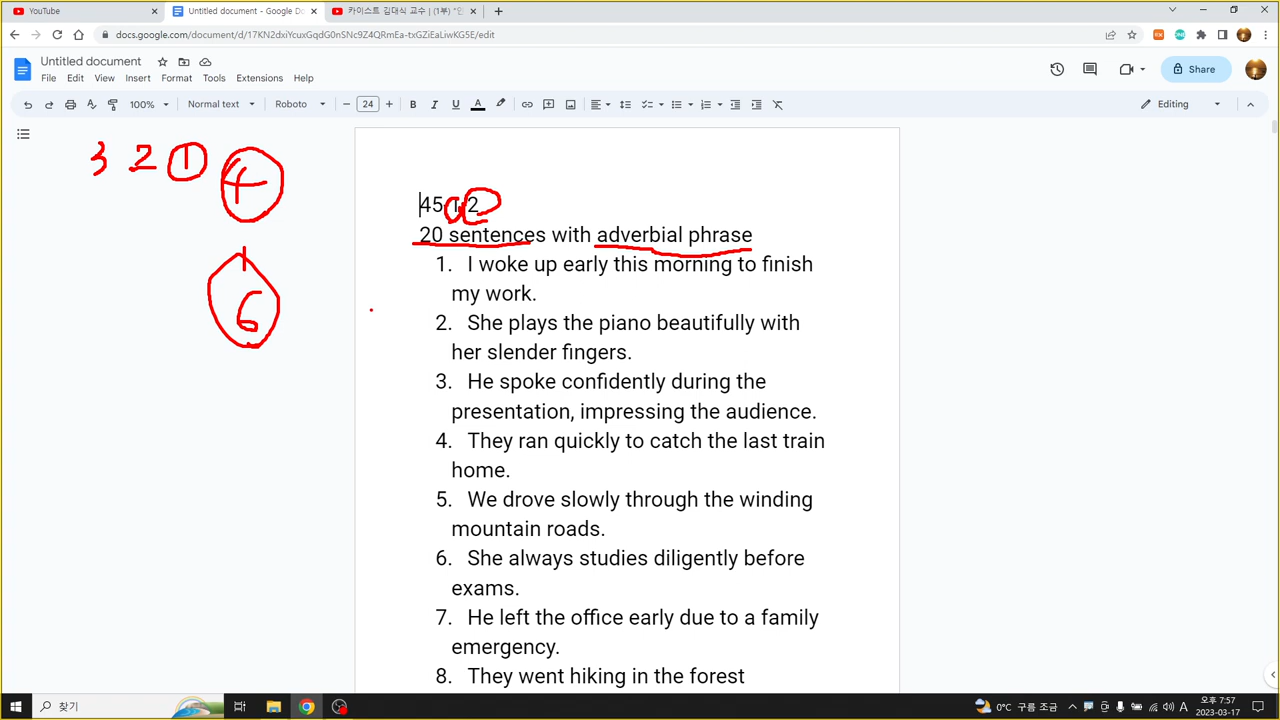 YouTube
Untitled document - Google Do
카이스트 김대식 교수 | (1부) "인
docs.google.com/document/d/17KN2dxiYcuxGqdG0nSNc9Z4QRmEa-txGZiEaLiwKG5E/edit
Untitled document
File Edit View Insert Format Tools Extensions Help
Share
100% Normal text Roboto 24 Editing
3 2 1 4
1
6
45 1 2
20 sentences with adverbial phrase
1. I woke up early this morning to finish
my work.
2. She plays the piano beautifully with
her slender fingers.
3. He spoke confidently during the
presentation, impressing the audience.
4. They ran quickly to catch the last train
home.
5. We drove slowly through the winding
mountain roads.
6. She always studies diligently before
exams.
7. He left the office early due to a family
emergency.
8. They went hiking in the forest
찾기
0°C 구름 조금
A
오후 7:57
2023-03-17